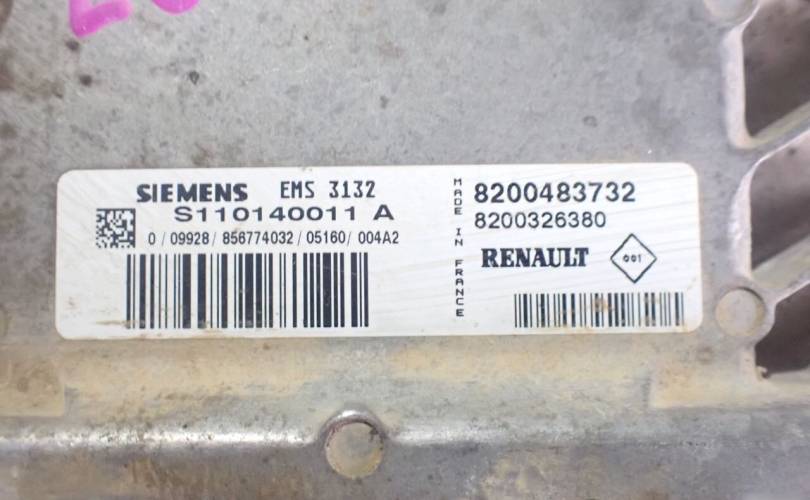 SIEMENS EMS 3132
S110140011 A
0 / 09928 / 856774032 / 05160 / 004A2
MADE IN FRANCE
8200483732
8200326380
RENAULT 001